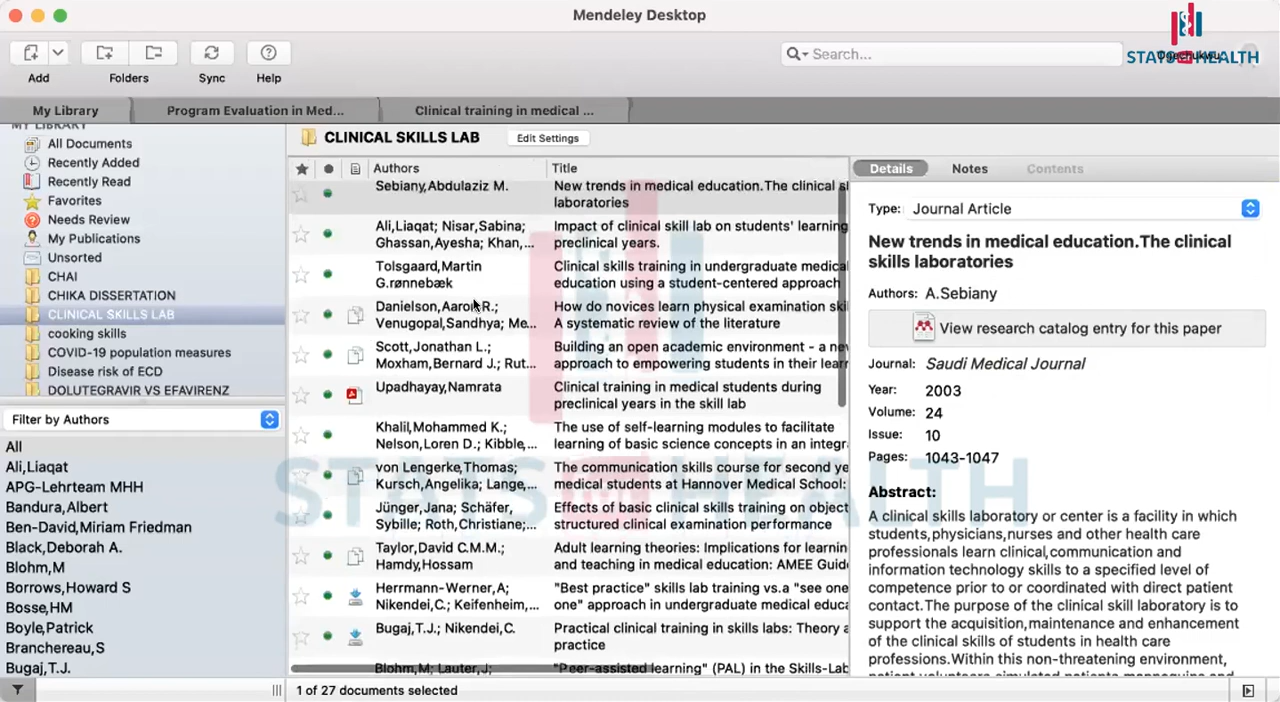 Mendeley Desktop
STATS HEALTH
Add
Folders
Sync
Help
Search...
My Library
Program Evaluation in Med...
Clinical training in medical ...
MY LIBRARY
All Documents
Recently Added
Recently Read
Favorites
Needs Review
My Publications
Unsorted
CHAI
CHIKA DISSERTATION
CLINICAL SKILLS LAB
cooking skills
COVID-19 population measures
Disease risk of ECD
DOLUTEGRAVIR VS EFAVIRENZ
Filter by Authors
All
Ali,Liaqat
APG-Lehrteam MHH
Bandura,Albert
Ben-David,Miriam Friedman
Black,Deborah A.
Blohm,M
Borrows,Howard S
Bosse,HM
Boyle,Patrick
Branchereau,S
Bugaj,T.J.
CLINICAL SKILLS LAB
Edit Settings
Authors
Title
Sebiany,Abdulaziz M.
New trends in medical education.The clinical sl
laboratories
Ali,Liaqat; Nisar,Sabina;
Ghassan,Ayesha; Khan,...
Impact of clinical skill lab on students' learning
preclinical years.
Tolsgaard,Martin
G.rønnebæk
Clinical skills training in undergraduate medical
education using a student-centered approach
Danielson,Aaron R.;
Venugopal,Sandhya; Me...
How do novices learn physical examination skil
A systematic review of the literature
Scott,Jonathan L.;
Moxham,Bernard J.; Rut...
Building an open academic environment - a ne
approach to empowering students in their learn
Upadhayay,Namrata
Clinical training in medical students during
preclinical years in the skill lab
Khalil,Mohammed K.;
Nelson,Loren D.; Kibble,...
The use of self-learning modules to facilitate
learning of basic science concepts in an integra
von Lengerke,Thomas;
Kursch,Angelika; Lange,...
The communication skills course for second ye
medical students at Hannover Medical School:
Jünger,Jana; Schäfer,
Sybille; Roth,Christiane;...
Effects of basic clinical skills training on object
structured clinical examination performance
Taylor,David C.M.M.;
Hamdy,Hossam
Adult learning theories: Implications for learnin
and teaching in medical education: AMEE Guid
Herrmann-Werner,A;
Nikendei,C.; Keifenheim,...
"Best practice" skills lab training vs.a "see one
one" approach in undergraduate medical educa
Bugaj,T.J.; Nikendei,C.
Practical clinical training in skills labs: Theory a
practice
Blohm,M; Lauter,J;
"Peer-assisted learning" (PAL) in the Skills-Lab
1 of 27 documents selected
Details
Notes
Contents
Type:
Journal Article
New trends in medical education.The clinical
skills laboratories
Authors: A.Sebiany
View research catalog entry for this paper
Journal: Saudi Medical Journal
Year: 2003
Volume: 24
Issue: 10
Pages: 1043-1047
Abstract:
A clinical skills laboratory or center is a facility in which
students,physicians,nurses and other health care
professionals learn clinical,communication and
information technology skills to a specified level of
competence prior to or coordinated with direct patient
contact.The purpose of the clinical skill laboratory is to
support the acquisition,maintenance and enhancement
of the clinical skills of students in health care
professions.Within this non-threatening environment,
patient volunteers,simulated patients,mannequins and
STATS HEALTH